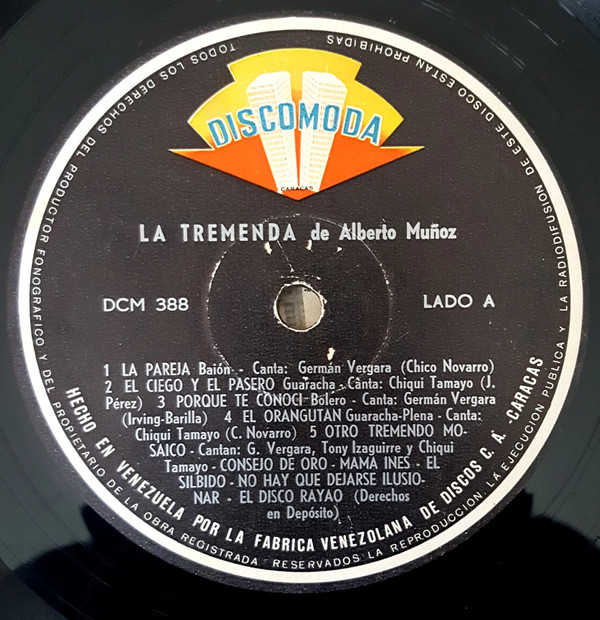 DISCOMODA
CARACAS
LA TREMENDA de Alberto Muñoz
DCM 388
LADO A
1 LA PAREJA Baión - Canta: Germán Vergara (Chico Novarro)
2 EL CIEGO Y EL PASERO Guaracha - Canta: Chiqui Tamayo (J.
Pérez) 3 PORQUE TE CONOCI Bolero - Canta: Germán Vergara
(Irving-Barilla) 4 EL ORANGUTAN Guaracha-Plena - Canta:
Chiqui Tamayo (C. Novarro) 5 OTRO TREMENDO MO-
SAICO - Cantan: G. Vergara, Tony Izaguirre y Chiqui
Tamayo - CONSEJO DE ORO - MAMA INES - EL
SILBIDO - NO HAY QUE DEJARSE ILUSIO-
NAR - EL DISCO RAYAO (Derechos
en Depósito)
HECHO EN VENEZUELA POR LA FABRICA VENEZOLANA DE DISCOS C. A. -CARACAS
TODOS LOS DERECHOS DEL PRODUCTOR FONOGRAFICO Y DEL PROPIETARIO DE LA OBRA REGISTRADA RESERVADOS LA REPRODUCCION, LA EJECUCION PUBLICA Y LA RADIODIFUSION DE ESTE DISCO ESTAN PROHIBIDAS